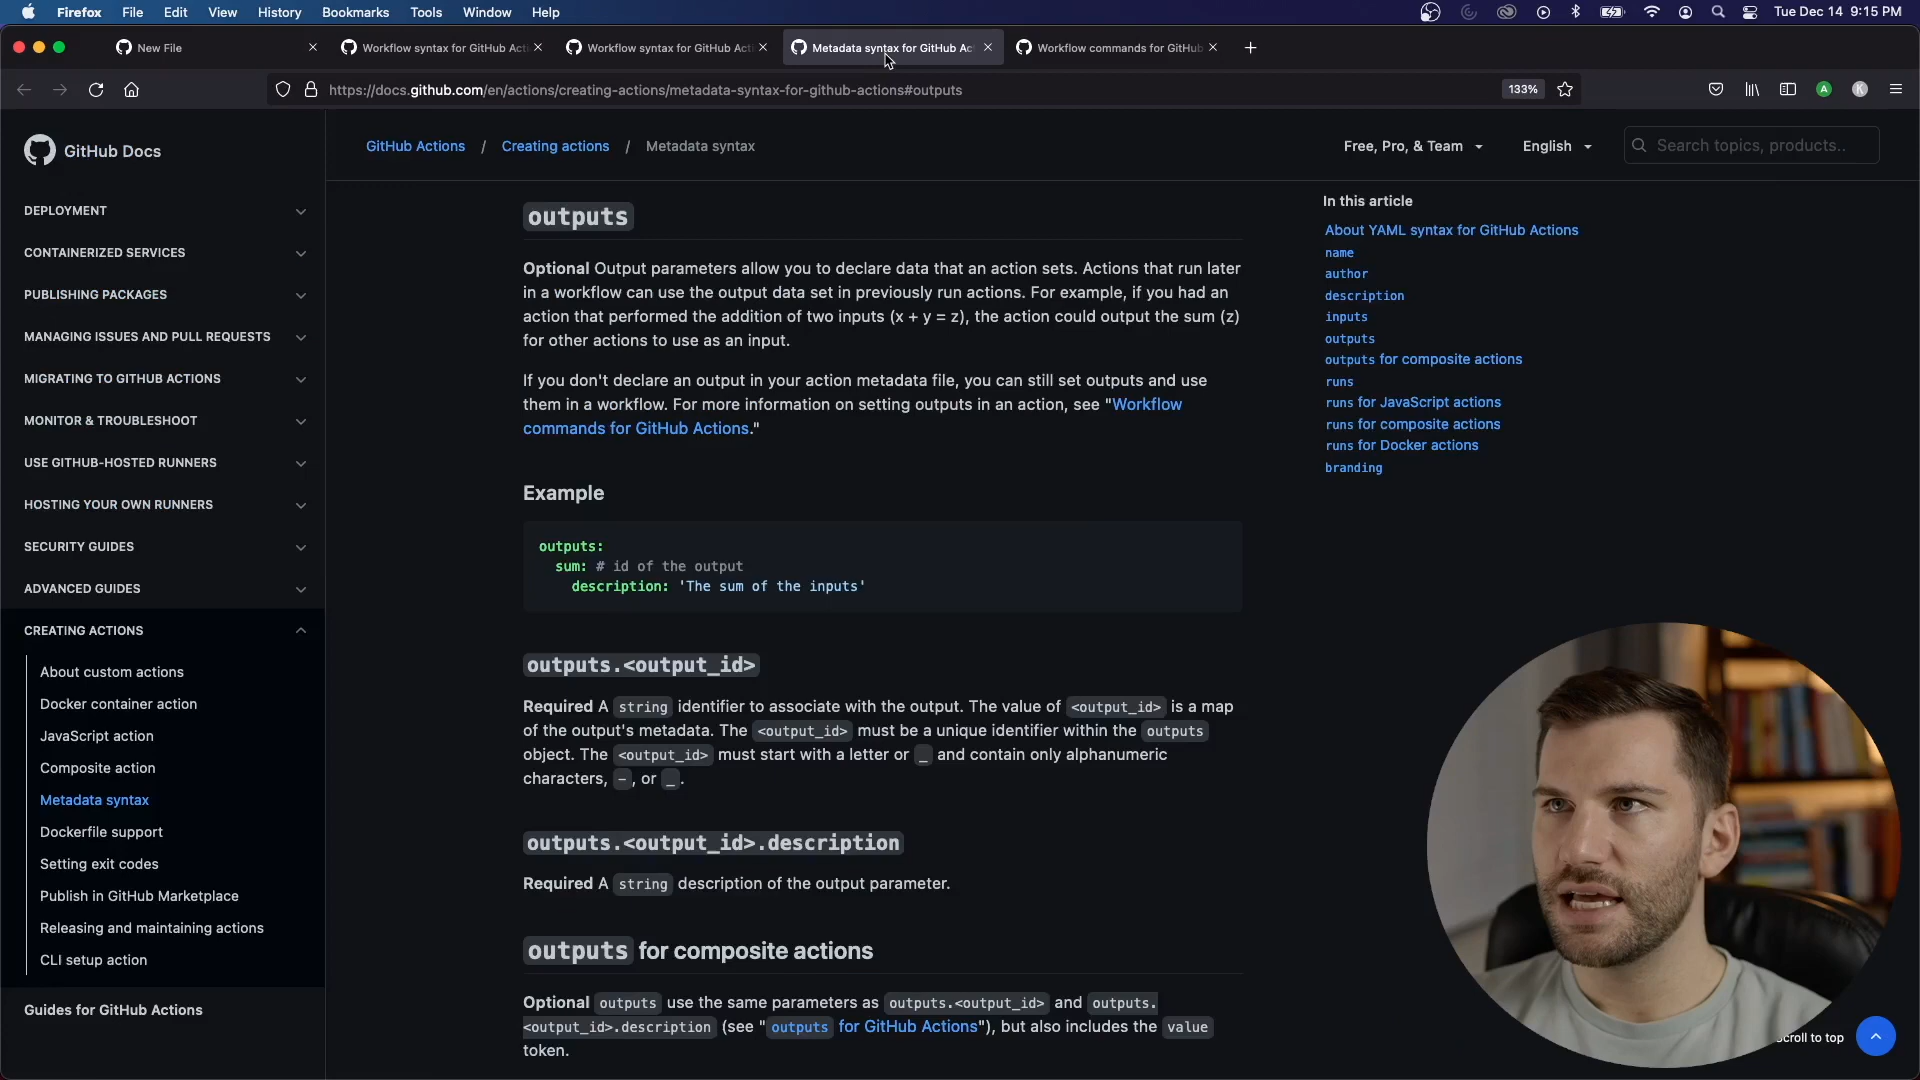 Firefox File Edit View History Bookmarks Tools Window Help
Tue Dec 14 9:15 PM
New File
Workflow syntax for GitHub Acti
Workflow syntax for GitHub Acti
Metadata syntax for GitHub Ac
Workflow commands for GitHub
https://docs.github.com/en/actions/creating-actions/metadata-syntax-for-github-actions#outputs
133%
A
K
GitHub Docs
GitHub Actions / Creating actions / Metadata syntax
Free, Pro, & Team
English
Search topics, products..
DEPLOYMENT
CONTAINERIZED SERVICES
PUBLISHING PACKAGES
MANAGING ISSUES AND PULL REQUESTS
MIGRATING TO GITHUB ACTIONS
MONITOR & TROUBLESHOOT
USE GITHUB-HOSTED RUNNERS
HOSTING YOUR OWN RUNNERS
SECURITY GUIDES
ADVANCED GUIDES
CREATING ACTIONS
About custom actions
Docker container action
JavaScript action
Composite action
Metadata syntax
Dockerfile support
Setting exit codes
Publish in GitHub Marketplace
Releasing and maintaining actions
CLI setup action
Guides for GitHub Actions
outputs
Optional Output parameters allow you to declare data that an action sets. Actions that run later
in a workflow can use the output data set in previously run actions. For example, if you had an
action that performed the addition of two inputs (x + y = z), the action could output the sum (z)
for other actions to use as an input.
If you don't declare an output in your action metadata file, you can still set outputs and use
them in a workflow. For more information on setting outputs in an action, see "Workflow
commands for GitHub Actions."
Example
outputs:
sum: # id of the output
description: 'The sum of the inputs'
outputs.<output_id>
Required A string identifier to associate with the output. The value of <output_id> is a map
of the output's metadata. The <output_id> must be a unique identifier within the outputs
object. The <output_id> must start with a letter or _ and contain only alphanumeric
characters, -, or _.
outputs.<output_id>.description
Required A string description of the output parameter.
outputs for composite actions
Optional outputs use the same parameters as outputs.<output_id> and outputs.
<output_id>.description (see "outputs for GitHub Actions"), but also includes the value
token.
In this article
About YAML syntax for GitHub Actions
name
author
description
inputs
outputs
outputs for composite actions
runs
runs for JavaScript actions
runs for composite actions
runs for Docker actions
branding
scroll to top